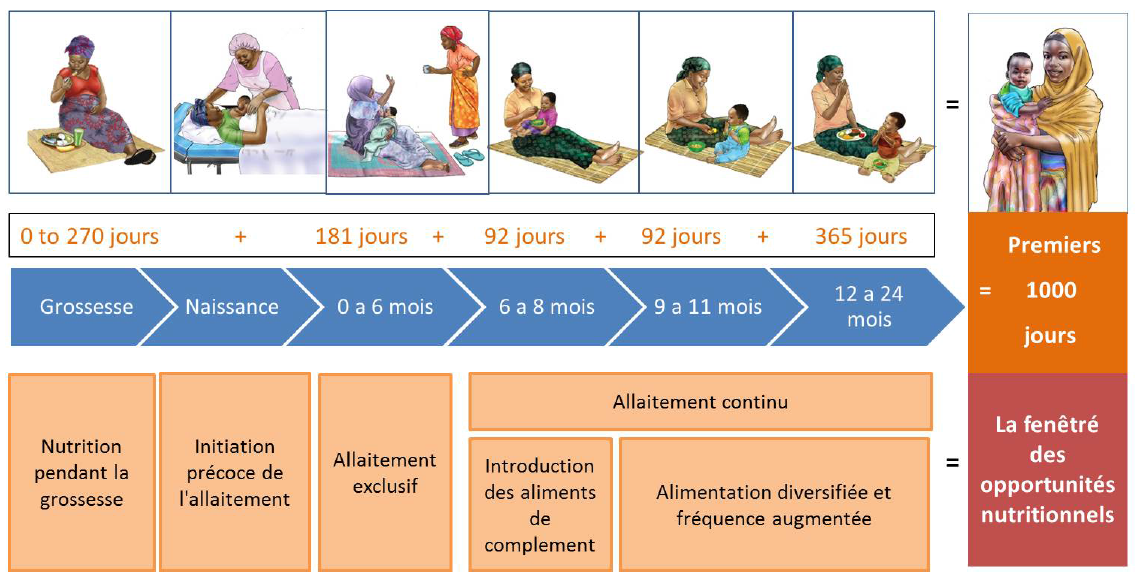 =
0 to 270 jours + 181 jours + 92 jours + 92 jours + 365 jours
Grossesse
Naissance
0 a 6 mois
6 a 8 mois
9 a 11 mois
12 a 24
mois
Premiers
= 1000
jours
Nutrition
pendant la
grossesse
Initiation
précoce de
l'allaitement
Allaitement
exclusif
Allaitement continu
Introduction
des aliments
de
complement
Alimentation diversifiée et
fréquence augmentée
=
La fenêtré
des
opportunités
nutritionnels